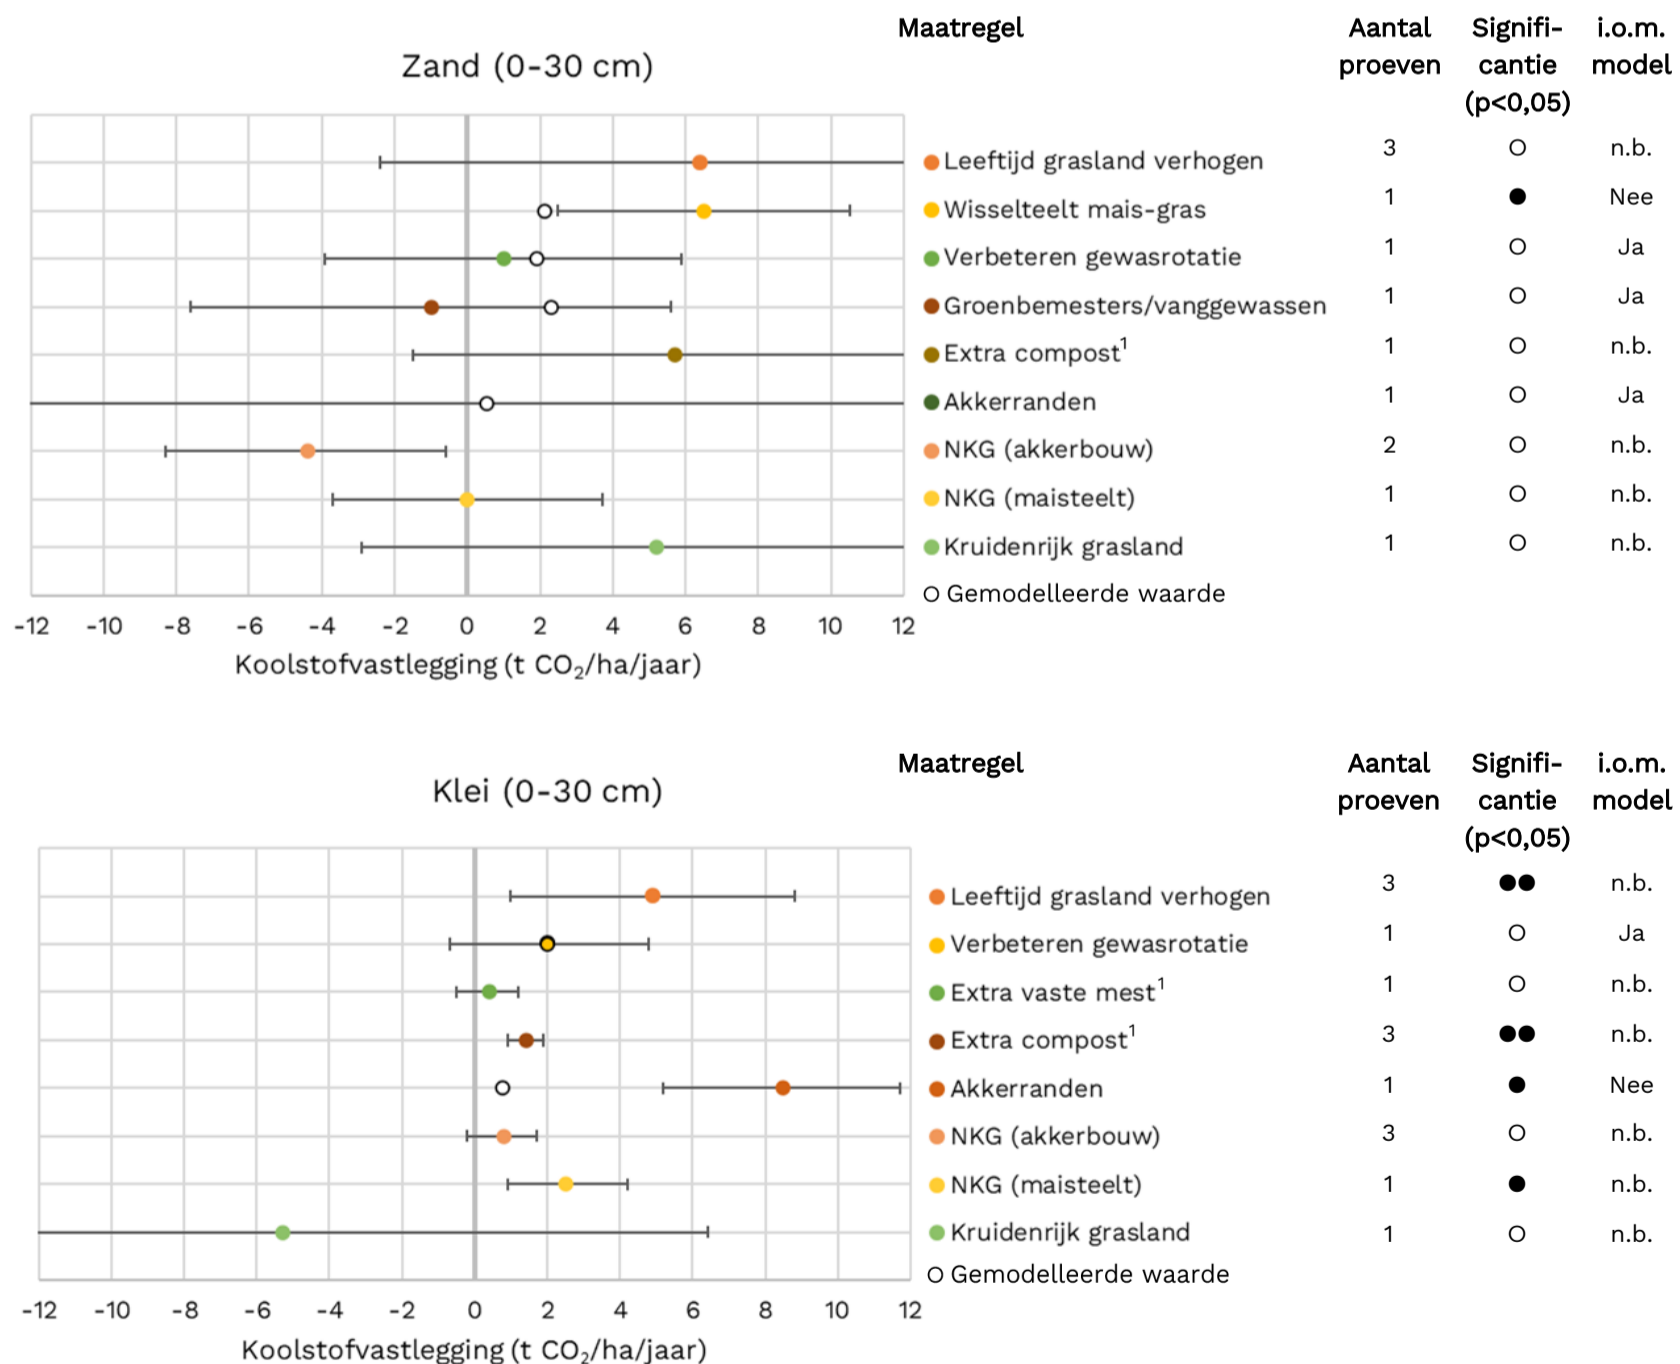 Maatregel Aantal proeven Signifi-cantie (p<0,05) i.o.m. model
Zand (0-30 cm)
Leeftijd grasland verhogen 3 ○ n.b.
Wisselteelt mais-gras 1 ● Nee
Verbeteren gewasrotatie 1 ○ Ja
Groenbemesters/vanggewassen 1 ○ Ja
Extra compost¹ 1 ○ n.b.
Akkerranden 1 ○ Ja
NKG (akkerbouw) 2 ○ n.b.
NKG (maisteelt) 1 ○ n.b.
Kruidenrijk grasland 1 ○ n.b.
Gemodelleerde waarde
-12 -10 -8 -6 -4 -2 0 2 4 6 8 10 12
Koolstofvastlegging (t CO₂/ha/jaar)
Maatregel Aantal proeven Signifi-cantie (p<0,05) i.o.m. model
Klei (0-30 cm)
Leeftijd grasland verhogen 3 ●● n.b.
Verbeteren gewasrotatie 1 ○ Ja
Extra vaste mest¹ 1 ○ n.b.
Extra compost¹ 3 ●● n.b.
Akkerranden 1 ● Nee
NKG (akkerbouw) 3 ○ n.b.
NKG (maisteelt) 1 ● n.b.
Kruidenrijk grasland 1 ○ n.b.
Gemodelleerde waarde
-12 -10 -8 -6 -4 -2 0 2 4 6 8 10 12
Koolstofvastlegging (t CO₂/ha/jaar)